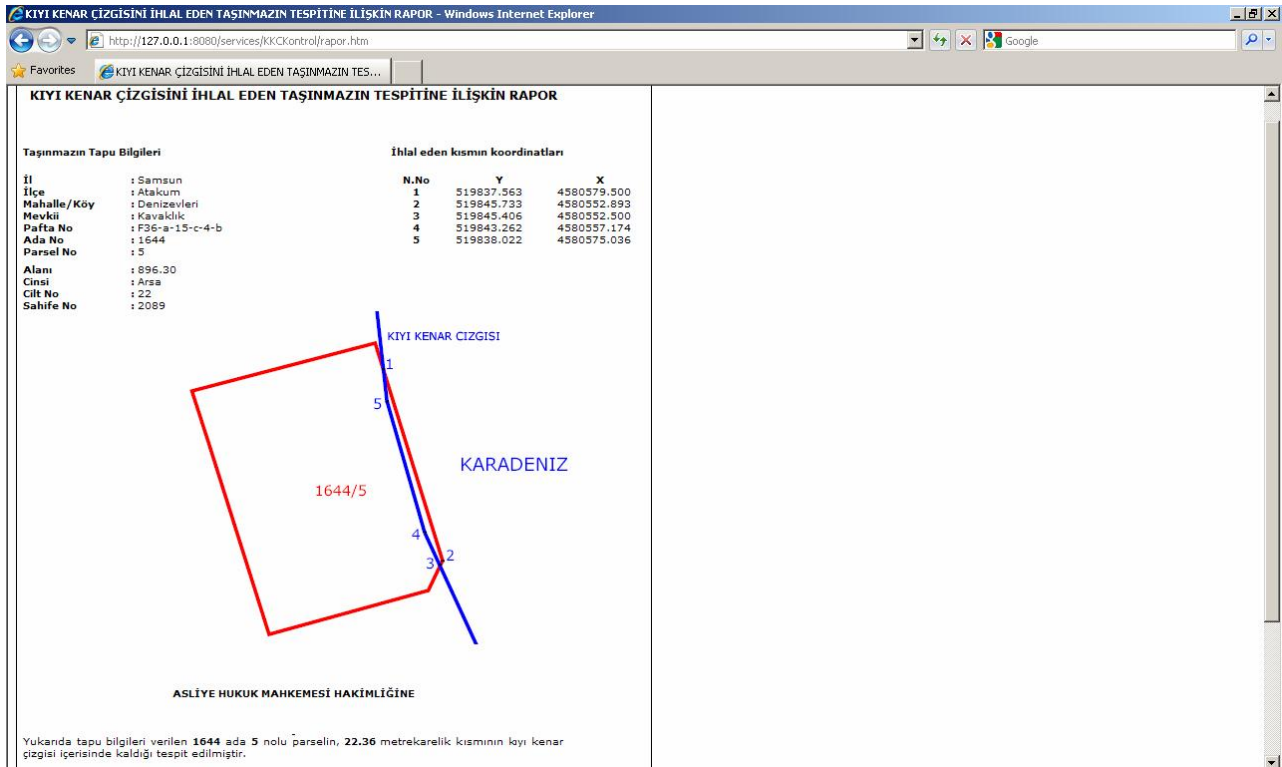 KIYI KENAR ÇİZGİSİNİ İHLAL EDEN TAŞINMAZIN TESPİTİNE İLİŞKİN RAPOR - Windows Internet Explorer
http://127.0.0.1:8080/services/KKCKontrol/rapor.htm
Google
Favorites
KIYI KENAR ÇİZGİSİNİ İHLAL EDEN TAŞINMAZIN TES...
KIYI KENAR ÇİZGİSİNİ İHLAL EDEN TAŞINMAZIN TESPİTİNE İLİŞKİN RAPOR
Taşınmazın Tapu Bilgileri
İl : Samsun
İlçe : Atakum
Mahalle/Köy : Denizevleri
Mevkii : Kavaklık
Pafta No : F36-a-15-c-4-b
Ada No : 1644
Parsel No : 5
Alanı : 896.30
Cinsi : Arsa
Cilt No : 22
Sahife No : 2089
İhlal eden kısmın koordinatları
N.No Y X
1 519837.563 4580579.500
2 519845.733 4580552.893
3 519845.406 4580552.500
4 519843.262 4580557.174
5 519838.022 4580575.036
KIYI KENAR CIZGISI
1
5
KARADENIZ
1644/5
4
2
3
ASLİYE HUKUK MAHKEMESİ HAKİMLİĞİNE
Yukarıda tapu bilgileri verilen 1644 ada 5 nolu parselin, 22.36 metrekarelik kısmının kıyı kenar
çizgisi içerisinde kaldığı tespit edilmiştir.